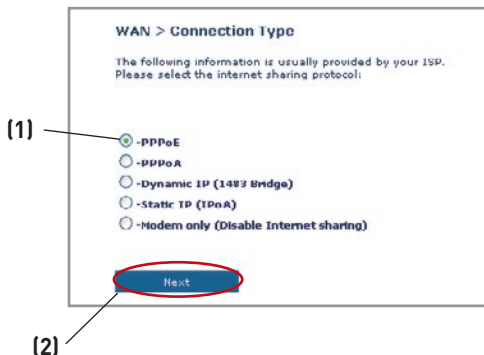 WAN > Connection Type
The following information is usually provided by your ISP.
Please select the internet sharing protocol:
(1)
-PPPoE
-PPPoA
-Dynamic IP (1483 Bridge)
-Static IP (IPoA)
-Modem only (Disable Internet sharing)
Next
(2)